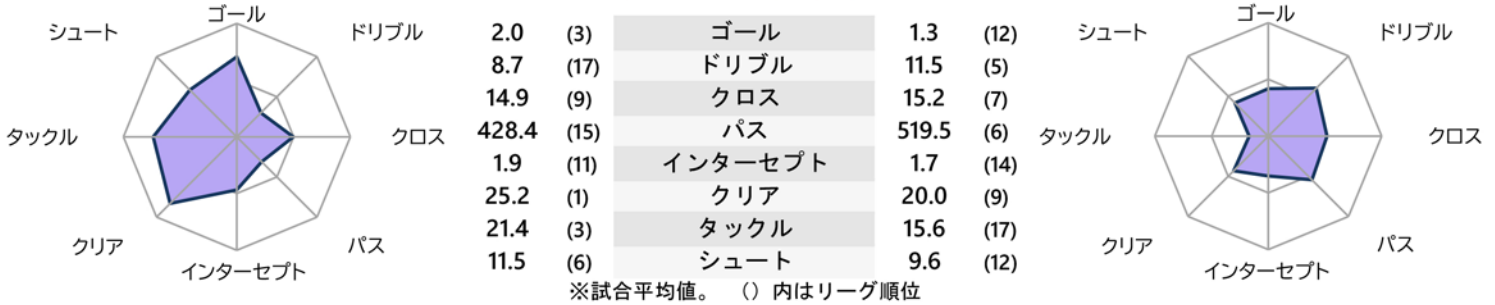 ゴール
シュート
ドリブル
タックル
クロス
クリア
パス
インターセプト
2.0 (3) ゴール 1.3 (12)
8.7 (17) ドリブル 11.5 (5)
14.9 (9) クロス 15.2 (7)
428.4 (15) パス 519.5 (6)
1.9 (11) インターセプト 1.7 (14)
25.2 (1) クリア 20.0 (9)
21.4 (3) タックル 15.6 (17)
11.5 (6) シュート 9.6 (12)
※試合平均値。 （）内はリーグ順位
ゴール
シュート
ドリブル
タックル
クロス
クリア
パス
インターセプト